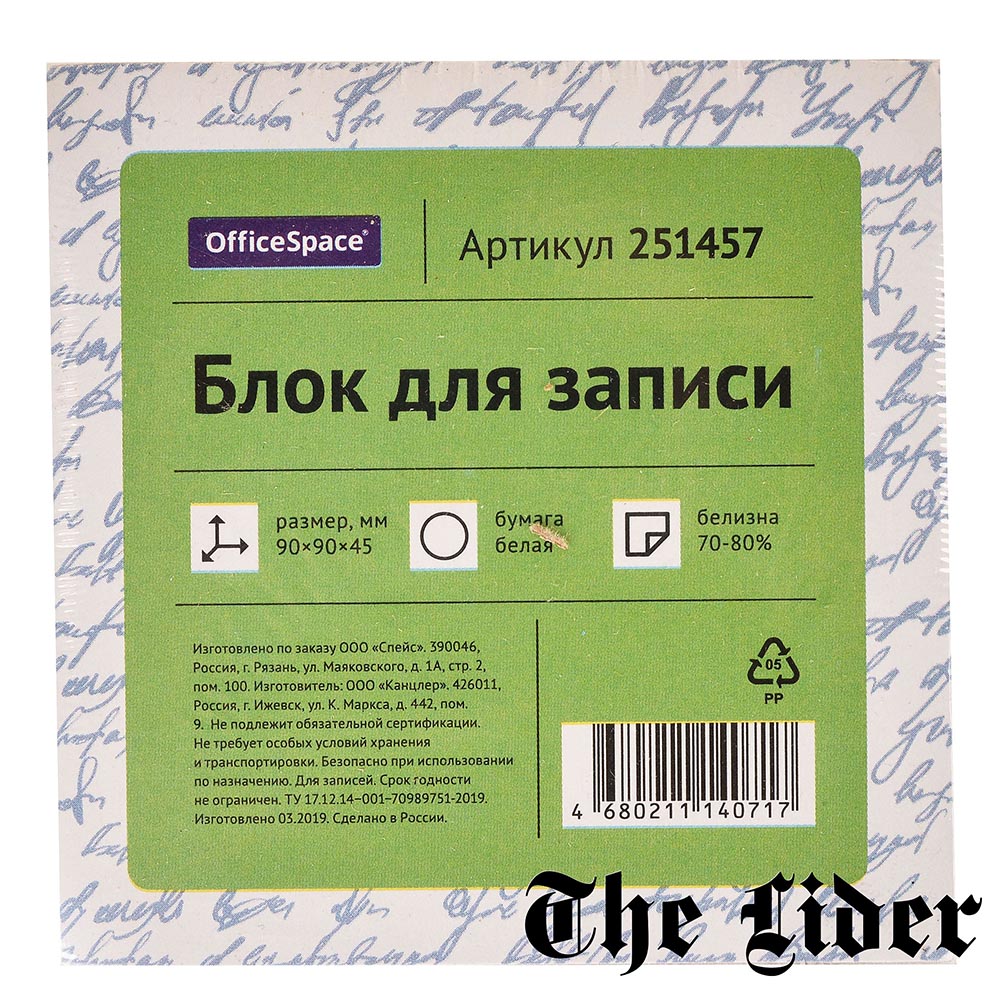 OfficeSpace®
Артикул 251457
Блок для записи
размер, мм
90×90×45
бумага
белая
белизна
70-80%
Изготовлено по заказу ООО «Спейс». 390046,
Россия, г. Рязань, ул. Маяковского, д. 1А, стр. 2,
пом. 100. Изготовитель: ООО «Канцлер». 426011,
Россия, г. Ижевск, ул. К. Маркса, д. 442, пом.
9. Не подлежит обязательной сертификации.
Не требует особых условий хранения
и транспортировки. Безопасно при использовании
по назначению. Для записей. Срок годности
не ограничен. ТУ 17.12.14–001–70989751-2019.
Изготовлено 03.2019. Сделано в России.
05
PP
4 680211 140717
The Lider